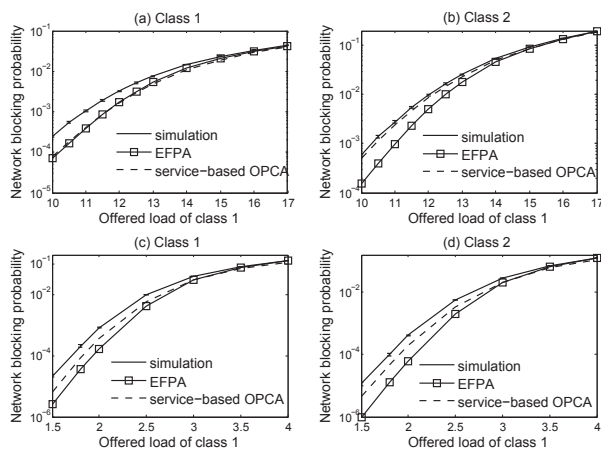 (a) Class 1
Network blocking probability
10^-1
10^-2
10^-3
10^-4
10^-5
simulation
EFPA
service-based OPCA
10 11 12 13 14 15 16 17
Offered load of class 1
(b) Class 2
Network blocking probability
10^-1
10^-2
10^-3
10^-4
simulation
EFPA
service-based OPCA
10 11 12 13 14 15 16 17
Offered load of class 1
(c) Class 1
Network blocking probability
10^-1
10^-2
10^-4
10^-6
simulation
EFPA
service-based OPCA
1.5 2 2.5 3 3.5 4
Offered load of class 1
(d) Class 2
Network blocking probability
10^-2
10^-4
10^-6
simulation
EFPA
service-based OPCA
1.5 2 2.5 3 3.5 4
Offered load of class 1